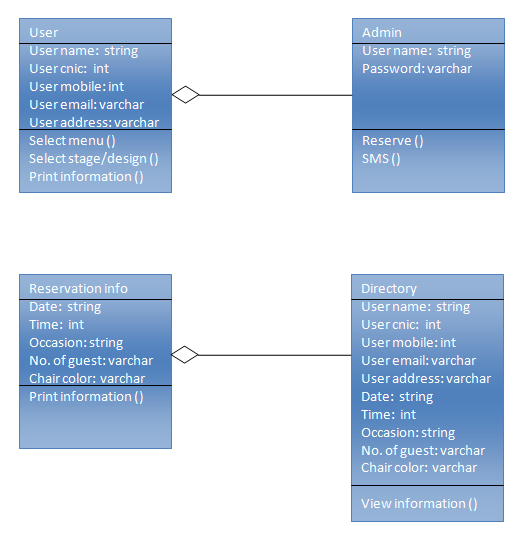 User
User name: string
User cnic: int
User mobile: int
User email: varchar
User address: varchar
Select menu ()
Select stage/design ()
Print information ()
Admin
User name: string
Password: varchar
Reserve ()
SMS ()
Reservation info
Date: string
Time: int
Occasion: string
No. of guest: varchar
Chair color: varchar
Print information ()
Directory
User name: string
User cnic: int
User mobile: int
User email: varchar
User address: varchar
Date: string
Time: int
Occasion: string
No. of guest: varchar
Chair color: varchar
View information ()